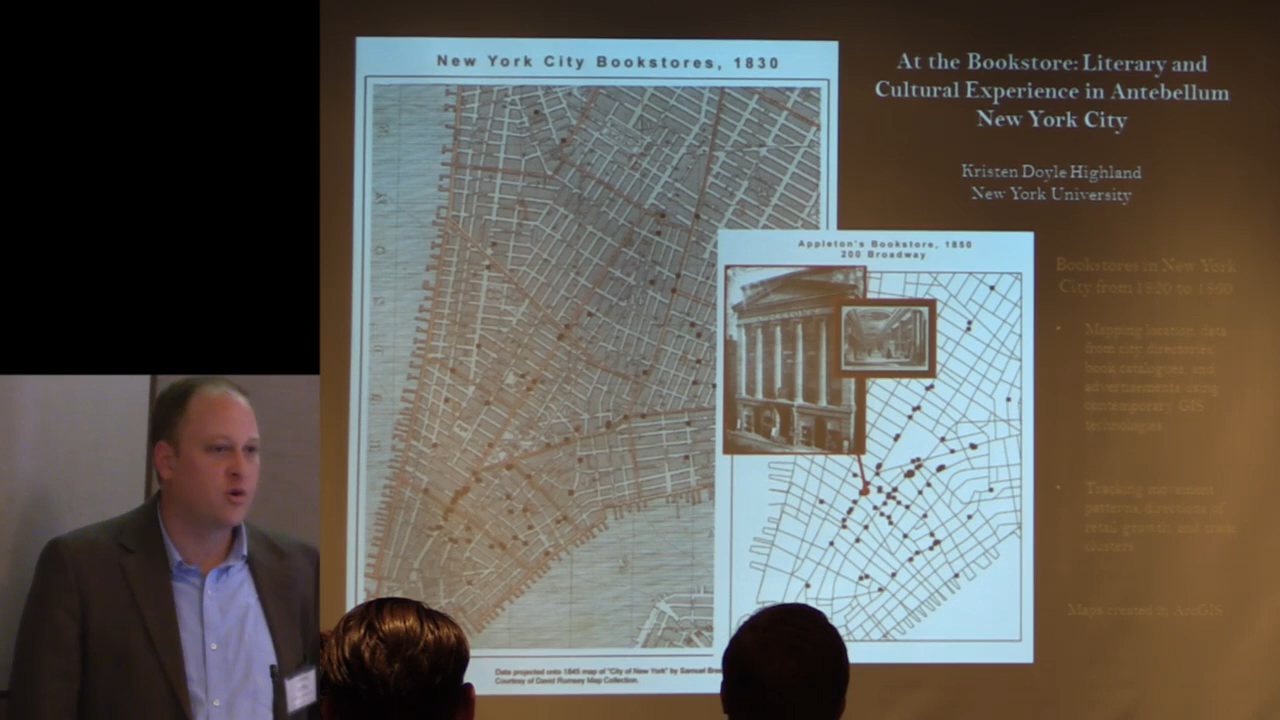 New York City Bookstores, 1830
At the Bookstore: Literary and
Cultural Experience in Antebellum
New York City
Kristen Doyle Highland
New York University
Appleton's Bookstore, 1850
200 Broadway
Bookstores in New York
City from 1820 to 1860
• Mapping location data
from city directories,
book catalogues, and
advertisements using
contemporary GIS
technologies
• Tracking movement
patterns, directions of
retail growth, and trade
clusters
Maps created in ArcGIS
Data projected onto 1845 map of "City of New York" by Samuel
Courtesy of David Rumsey Map Collection.